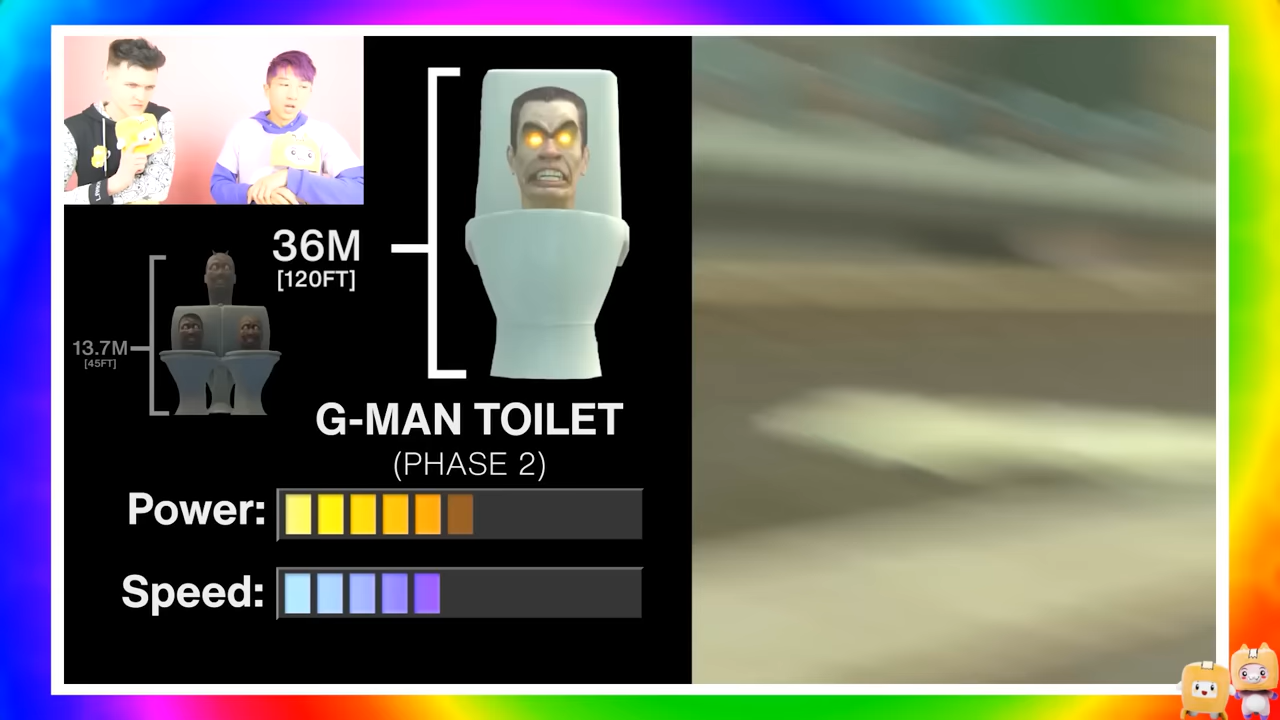 36M
[120FT]
13.7M
[45FT]
G-MAN TOILET
(PHASE 2)
Power:
Speed: